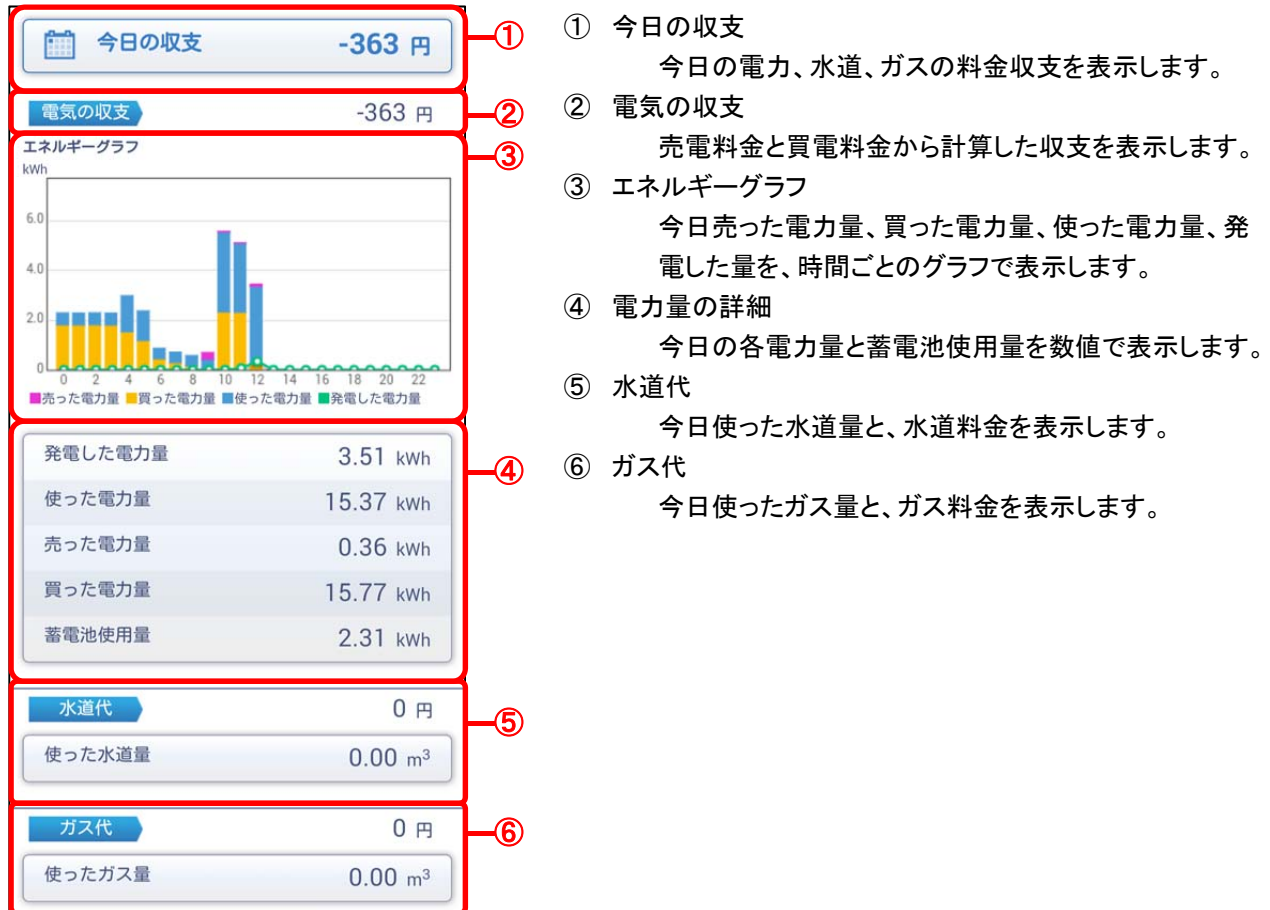 今日の収支 -363 円 ①
電気の収支 -363 円 ②
エネルギーグラフ ③
kWh
6.0
4.0
2.0
0
0 2 4 6 8 10 12 14 16 18 20 22
■売った電力量 ■買った電力量 ■使った電力量 ■発電した電力量
発電した電力量 3.51 kWh ④
使った電力量 15.37 kWh
売った電力量 0.36 kWh
買った電力量 15.77 kWh
蓄電池使用量 2.31 kWh
水道代 0 円 ⑤
使った水道量 0.00 m³
ガス代 0 円 ⑥
使ったガス量 0.00 m³
① 今日の収支
今日の電力、水道、ガスの料金収支を表示します。
② 電気の収支
売電料金と買電料金から計算した収支を表示します。
③ エネルギーグラフ
今日売った電力量、買った電力量、使った電力量、発
電した量を、時間ごとのグラフで表示します。
④ 電力量の詳細
今日の各電力量と蓄電池使用量を数値で表示します。
⑤ 水道代
今日使った水道量と、水道料金を表示します。
⑥ ガス代
今日使ったガス量と、ガス料金を表示します。